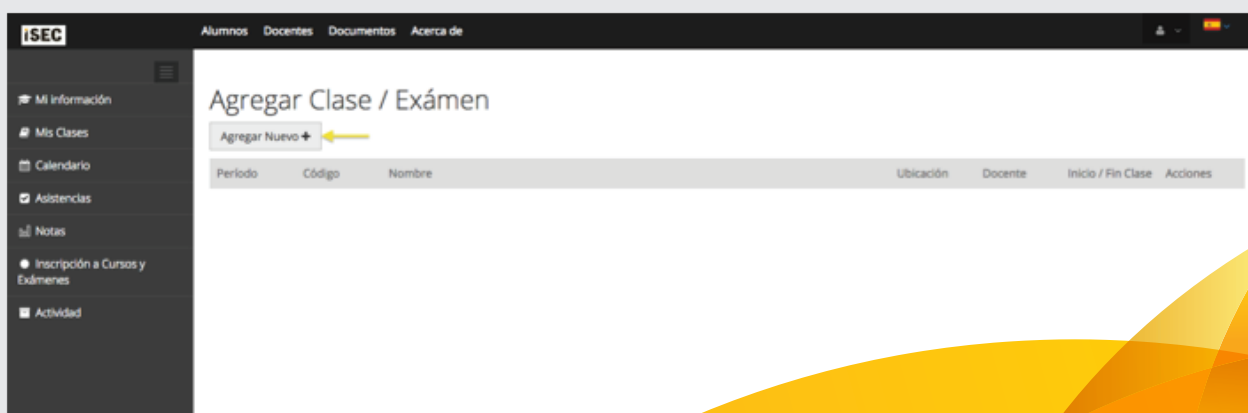 iSEC
Alumnos Docentes Documentos Acerca de
Mi información
Mis Clases
Calendario
Asistencias
Notas
Inscripción a Cursos y
Exámenes
Actividad
Agregar Clase / Exámen
Agregar Nuevo +
Período Código Nombre Ubicación Docente Inicio / Fin Clase Acciones